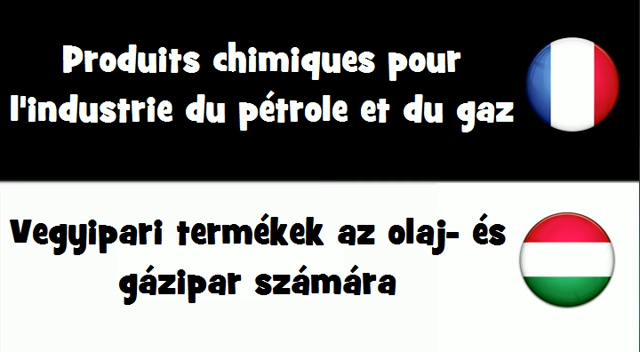 Produits chimiques pour
l'industrie du pétrole et du gaz
Vegyipari termékek az olaj- és
gázipar számára